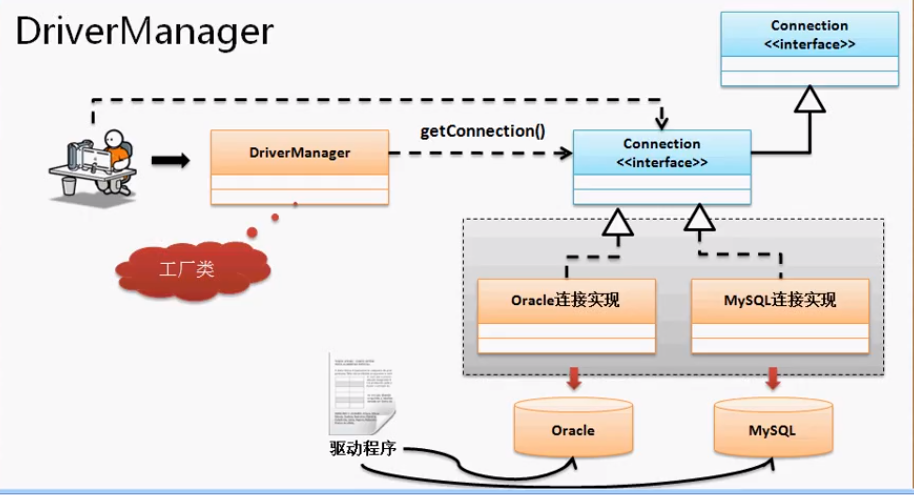 DriverManager
Connection
<<interface>>
getConnection()
DriverManager
Connection
<<interface>>
工厂类
Oracle连接实现
MySQL连接实现
驱动程序
Oracle
MySQL